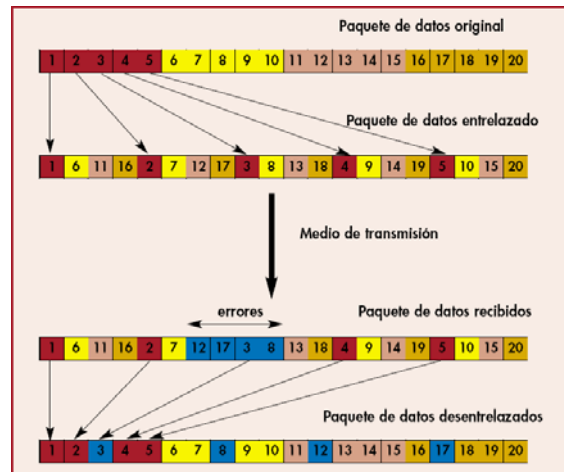 Paquete de datos original
1 2 3 4 5 6 7 8 9 10 11 12 13 14 15 16 17 18 19 20
Paquete de datos entrelazado
1 6 11 16 2 7 12 17 3 8 13 18 4 9 14 19 5 10 15 20
Medio de transmisión
errores
Paquete de datos recibidos
1 6 11 16 2 7 12 17 3 8 13 18 4 9 14 19 5 10 15 20
Paquete de datos desentrelazados
1 2 3 4 5 6 7 8 9 10 11 12 13 14 15 16 17 18 19 20